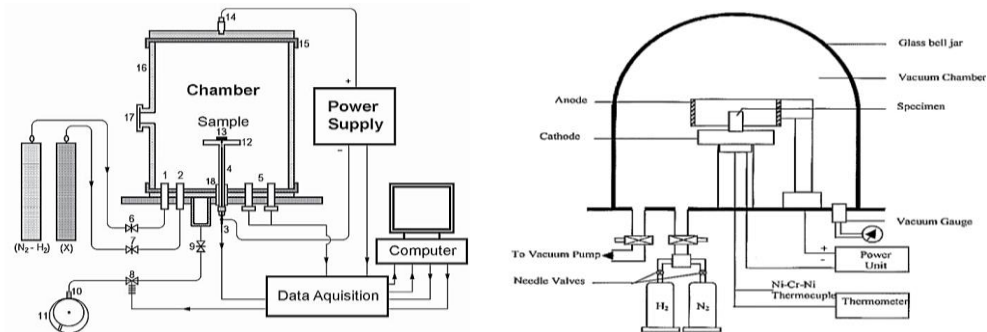 14
15
16
+
Chamber
Power
Supply
17
Sample
13
12
−
4
1
2
18
5
3
6
(N₂ - H₂)
(X)
7
9
8
Computer
10
Data Aquisition
11
Glass bell jar
Vacuum Chamber
Anode
Specimen
Cathode
Vacuum Gauge
To Vacuum Pump
+
−
Power
Unit
Needle Valves
Ni-Cr-Ni
Thermocuple
H₂
N₂
Thermometer